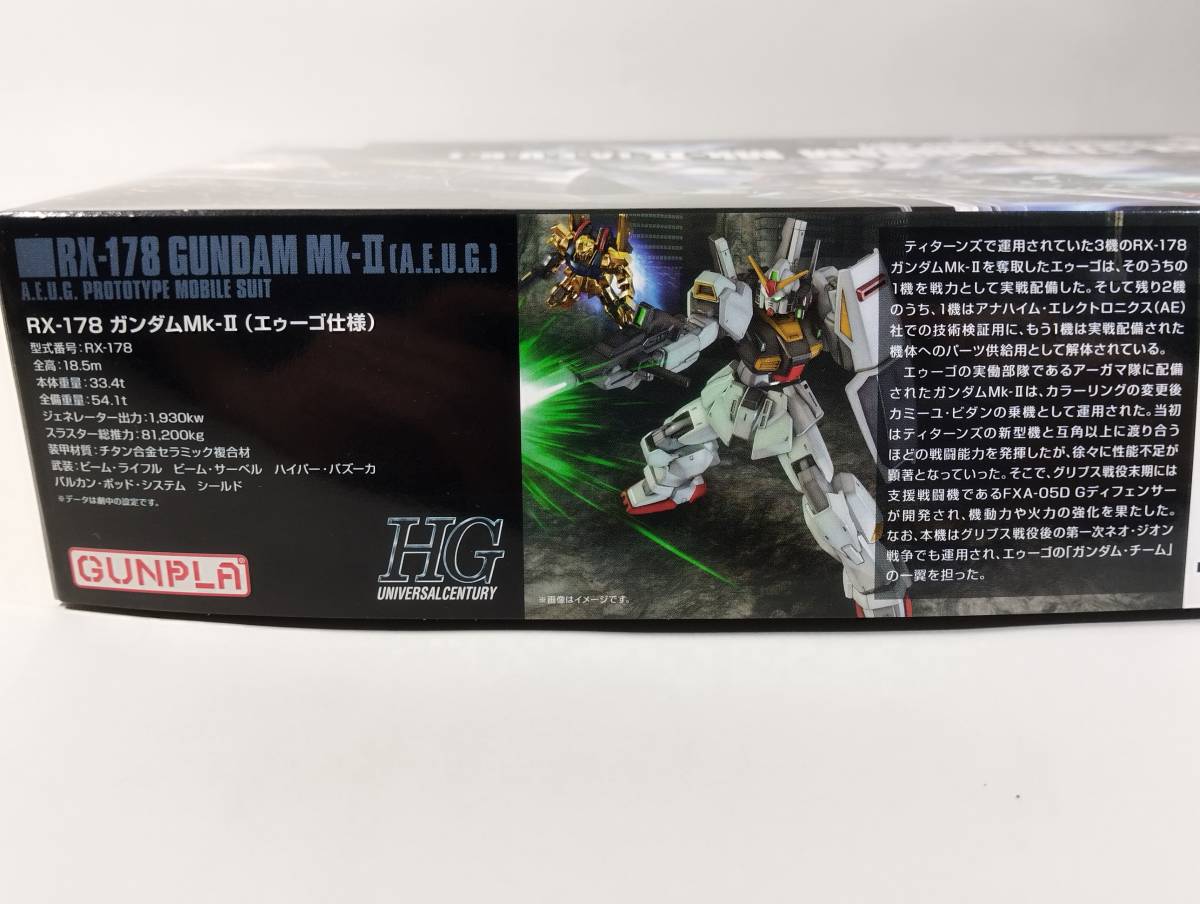 RX-178 GUNDAM Mk-II (A.E.U.G.)
A.E.U.G. PROTOTYPE MOBILE SUIT
RX-178 ガンダムMk-Ⅱ（エゥーゴ仕様）
型式番号：RX-178
全高：18.5m
本体重量：33.4t
全備重量：54.1t
ジェネレーター出力：1,930kw
スラスター総推力：81,200kg
装甲材質：チタン合金セラミック複合材
武装：ビーム・ライフル ビーム・サーベル ハイパー・バズーカ
バルカン・ポッド・システム シールド
※データは劇中の設定です。
GUNPLA
HG
UNIVERSAL CENTURY
※画像はイメージです。
ティターンズで運用されていた3機のRX-178
ガンダムMk-Ⅱを奪取したエゥーゴは、そのうちの
1機を戦力として実戦配備した。そして残り2機
のうち、1機はアナハイム・エレクトロニクス（AE）
社での技術検証用に、もう1機は実戦配備された
機体へのパーツ供給用として解体されている。
エゥーゴの実働部隊であるアーガマ隊に配備
されたガンダムMk-Ⅱは、カラーリングの変更後
カミーユ・ビダンの乗機として運用された。当初
はティターンズの新型機と互角以上に渡り合う
ほどの戦闘能力を発揮したが、徐々に性能不足が
顕著となっていった。そこで、グリプス戦役末期には
支援戦闘機であるFXA-05D Gディフェンサー
が開発され、機動力や火力の強化を果たした。
なお、本機はグリプス戦役後の第一次ネオ・ジオン
戦争でも運用され、エゥーゴの「ガンダム・チーム」
の一翼を担った。